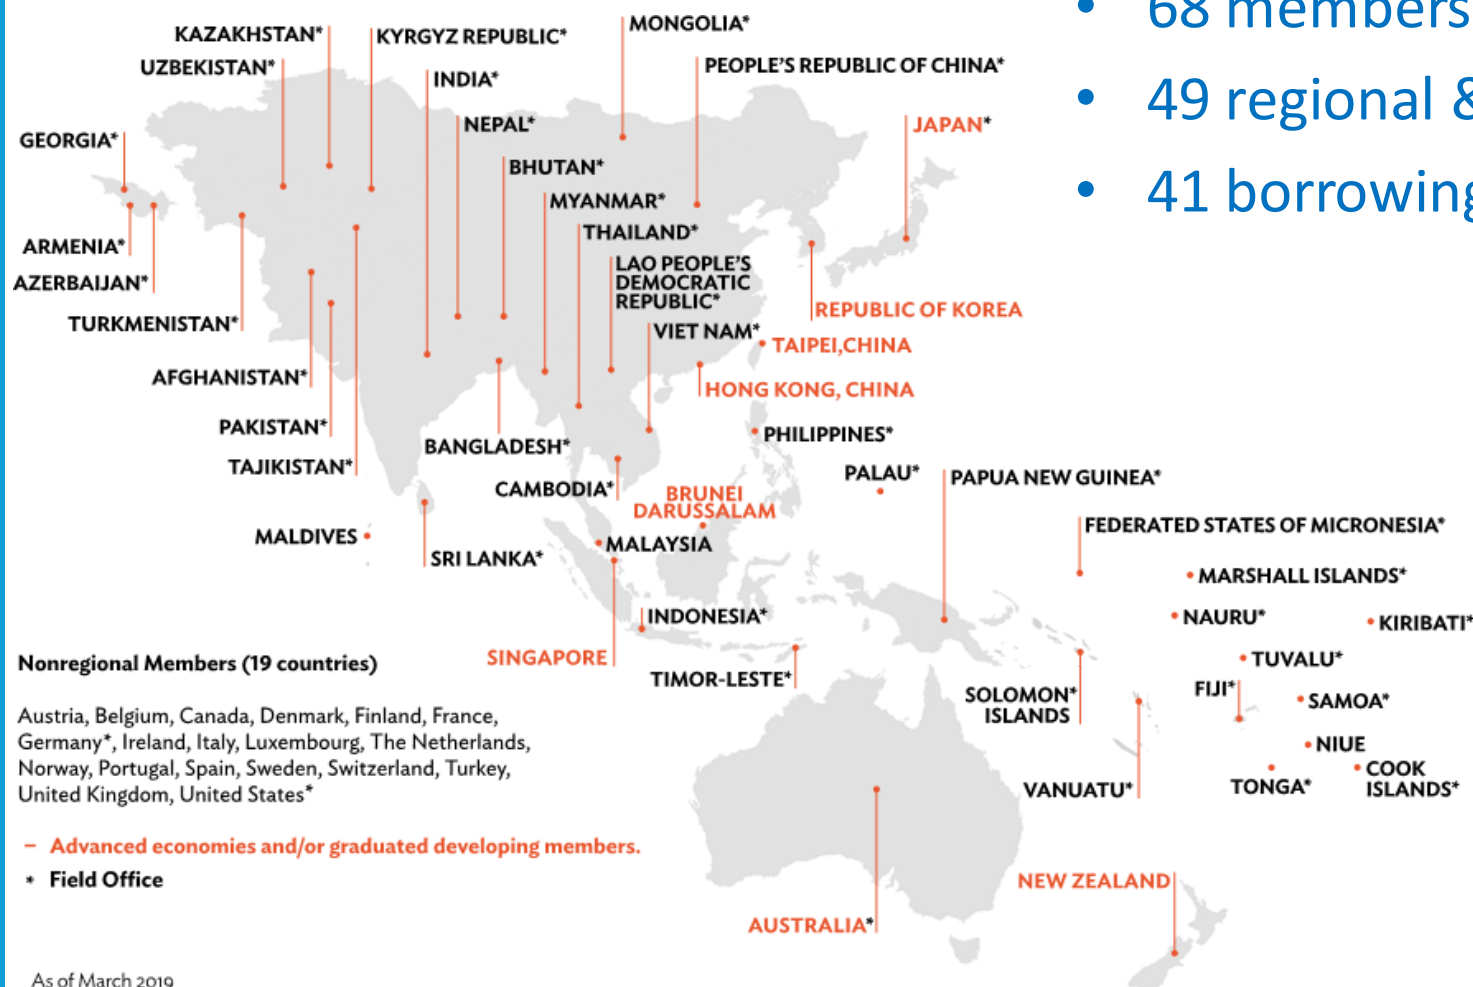 • 68 members
• 49 regional &
• 41 borrowing
KAZAKHSTAN*
KYRGYZ REPUBLIC*
MONGOLIA*
UZBEKISTAN*
INDIA*
PEOPLE'S REPUBLIC OF CHINA*
GEORGIA*
NEPAL*
JAPAN*
BHUTAN*
MYANMAR*
THAILAND*
ARMENIA*
LAO PEOPLE'S
DEMOCRATIC
REPUBLIC*
AZERBAIJAN*
REPUBLIC OF KOREA
TURKMENISTAN*
VIET NAM*
TAIPEI,CHINA
AFGHANISTAN*
HONG KONG, CHINA
PAKISTAN*
BANGLADESH*
PHILIPPINES*
TAJIKISTAN*
PALAU*
PAPUA NEW GUINEA*
CAMBODIA*
BRUNEI
DARUSSALAM
FEDERATED STATES OF MICRONESIA*
MALDIVES
MALAYSIA
SRI LANKA*
MARSHALL ISLANDS*
INDONESIA*
NAURU*
KIRIBATI*
SINGAPORE
TUVALU*
TIMOR-LESTE*
SOLOMON*
ISLANDS
FIJI*
SAMOA*
NIUE
VANUATU*
TONGA*
COOK
ISLANDS*
Nonregional Members (19 countries)
Austria, Belgium, Canada, Denmark, Finland, France,
Germany*, Ireland, Italy, Luxembourg, The Netherlands,
Norway, Portugal, Spain, Sweden, Switzerland, Turkey,
United Kingdom, United States*
– Advanced economies and/or graduated developing members.
* Field Office
NEW ZEALAND
AUSTRALIA*
As of March 2019